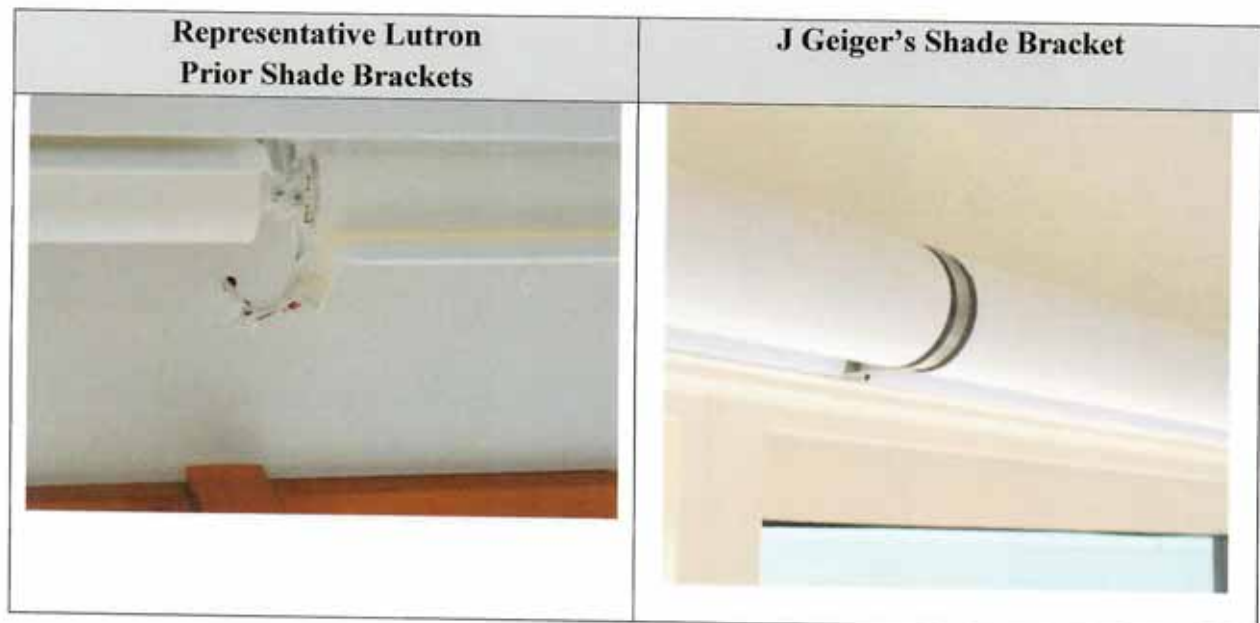 Representative Lutron
Prior Shade Brackets
J Geiger's Shade Bracket